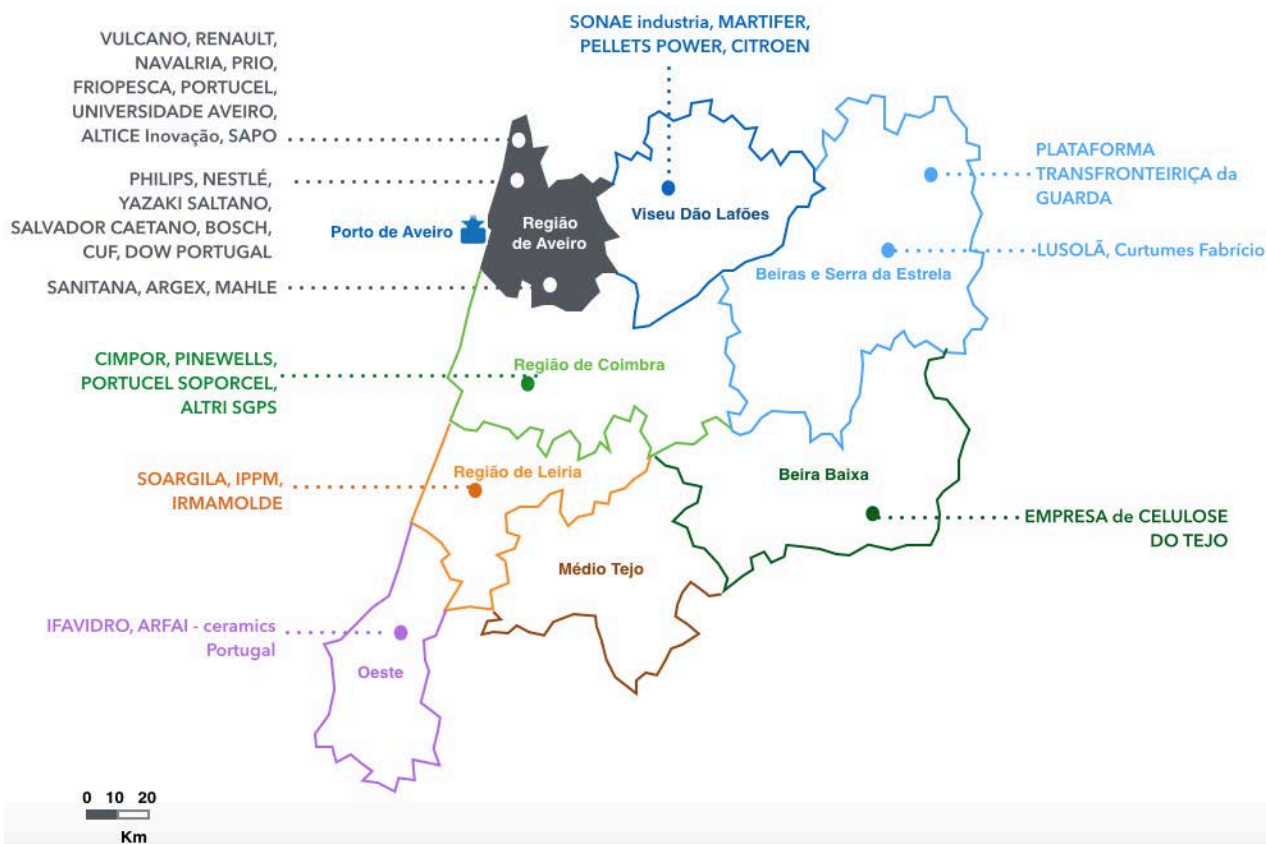 SONAE industria, MARTIFER,
PELLETS POWER, CITROEN
VULCANO, RENAULT,
NAVALRIA, PRIO,
FRIOPESCA, PORTUCEL,
UNIVERSIDADE AVEIRO,
ALTICE Inovação, SAPO
PHILIPS, NESTLÉ,
YAZAKI SALTANO,
SALVADOR CAETANO, BOSCH,
CUF, DOW PORTUGAL
SANITANA, ARGEX, MAHLE
Porto de Aveiro
Região
de Aveiro
Viseu Dão Lafões
PLATAFORMA
TRANSFRONTEIRIÇA da
GUARDA
LUSOLÃ, Curtumes Fabrício
Beiras e Serra da Estrela
CIMPOR, PINEWELLS,
PORTUCEL SOPORCEL,
ALTRI SGPS
Região de Coimbra
SOARGILA, IPPM,
IRMAMOLDE
Região de Leiria
Beira Baixa
EMPRESA de CELULOSE
DO TEJO
Médio Tejo
IFAVIDRO, ARFAI - ceramics
Portugal
Oeste
0 10 20
Km